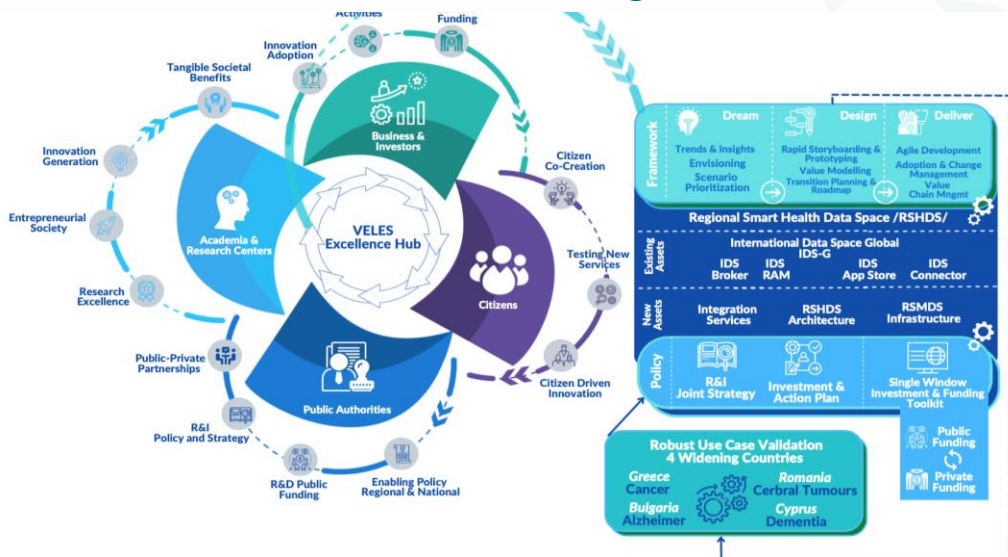 Activities
Funding
Innovation
Adoption
Tangible Societal
Benefits
Innovation
Generation
Entrepreneurial
Society
Research
Excellence
Business &
Investors
Academia &
Research Centers
VELES
Excellence Hub
Citizens
Public Authorities
Citizen
Co-Creation
Testing New
Services
Citizen Driven
Innovation
Public-Private
Partnerships
R&I
Policy and Strategy
R&D Public
Funding
Enabling Policy
Regional & National
Framework
Dream
Trends & Insights
Envisioning
Scenario
Prioritization
Design
Rapid Storyboarding &
Prototyping
Value Modelling
Transition Planning &
Roadmap
Deliver
Agile Development
Adoption & Change
Management
Value
Chain Mngmt
Regional Smart Health Data Space /RSHDS/
Existing
Assets
International Data Space Global
IDS-G
IDS
Broker
IDS
RAM
IDS
App Store
IDS
Connector
New
Assets
Integration
Services
RSHDS
Architecture
RSMDS
Infrastructure
Policy
R&I
Joint Strategy
Investment &
Action Plan
Single Window
Investment & Funding
Toolkit
Public
Funding
Private
Funding
Robust Use Case Validation
4 Widening Countries
Greece
Cancer
Romania
Cerbral Tumours
Bulgaria
Alzheimer
Cyprus
Dementia